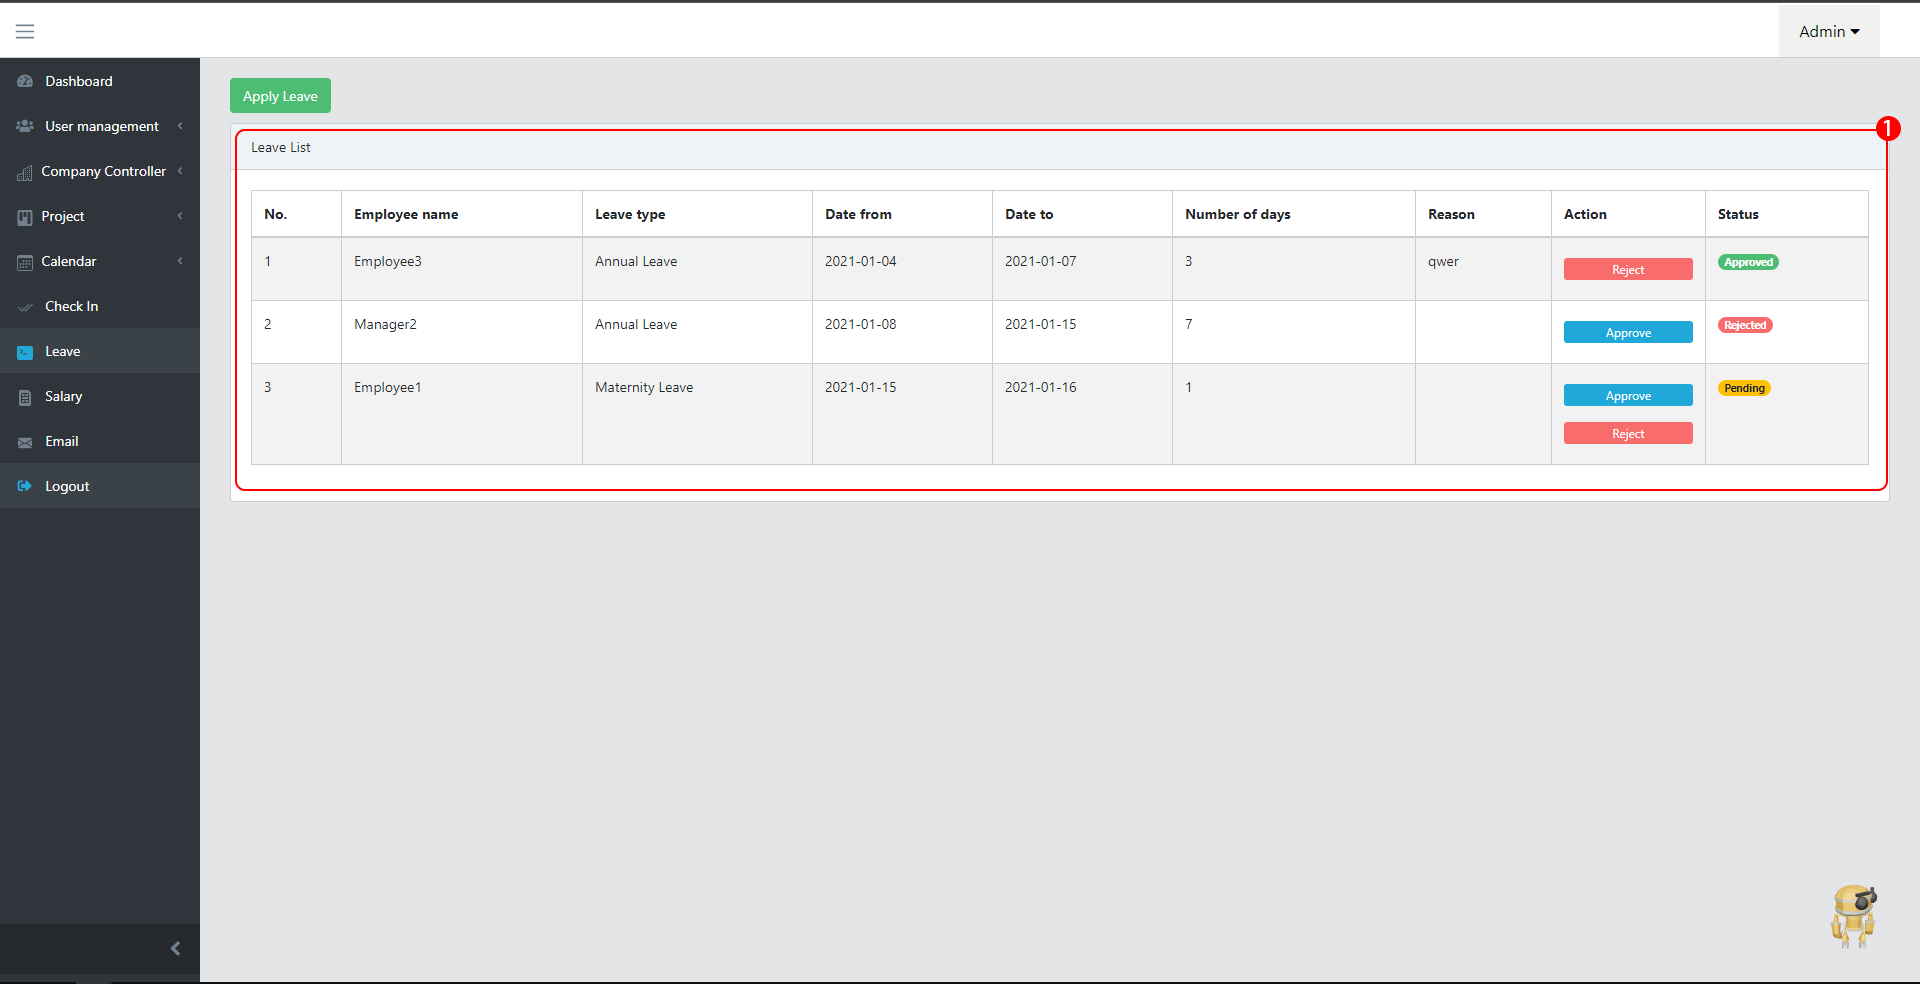 Admin
Dashboard
User management
Company Controller
Project
Calendar
Check In
Leave
Salary
Email
Logout
Apply Leave
1
Leave List
No. Employee name Leave type Date from Date to Number of days Reason Action Status
1 Employee3 Annual Leave 2021-01-04 2021-01-07 3 qwer Reject Approved
2 Manager2 Annual Leave 2021-01-08 2021-01-15 7 Approve Rejected
3 Employee1 Maternity Leave 2021-01-15 2021-01-16 1 Approve Pending
Reject